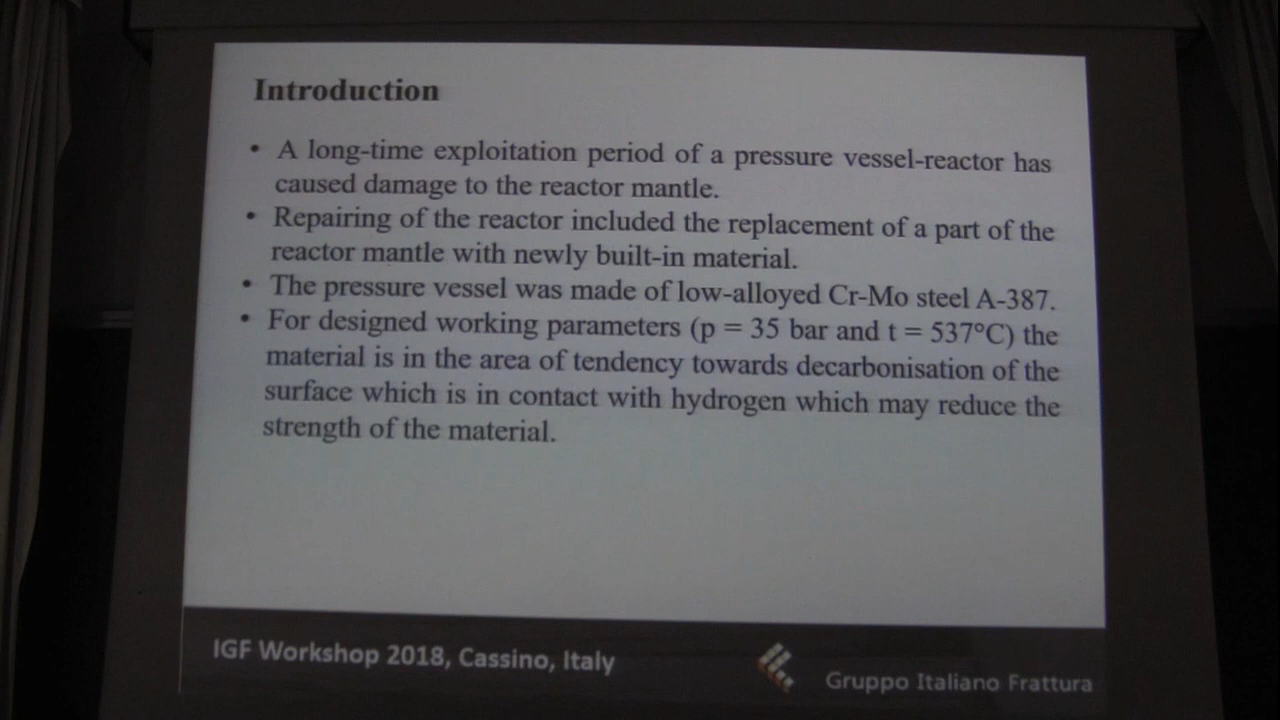 Introduction
• A long-time exploitation period of a pressure vessel-reactor has
caused damage to the reactor mantle.
• Repairing of the reactor included the replacement of a part of the
reactor mantle with newly built-in material.
• The pressure vessel was made of low-alloyed Cr-Mo steel A-387.
• For designed working parameters (p = 35 bar and t = 537°C) the
material is in the area of tendency towards decarbonisation of the
surface which is in contact with hydrogen which may reduce the
strength of the material.
IGF Workshop 2018, Cassino, Italy
Gruppo Italiano Frattura